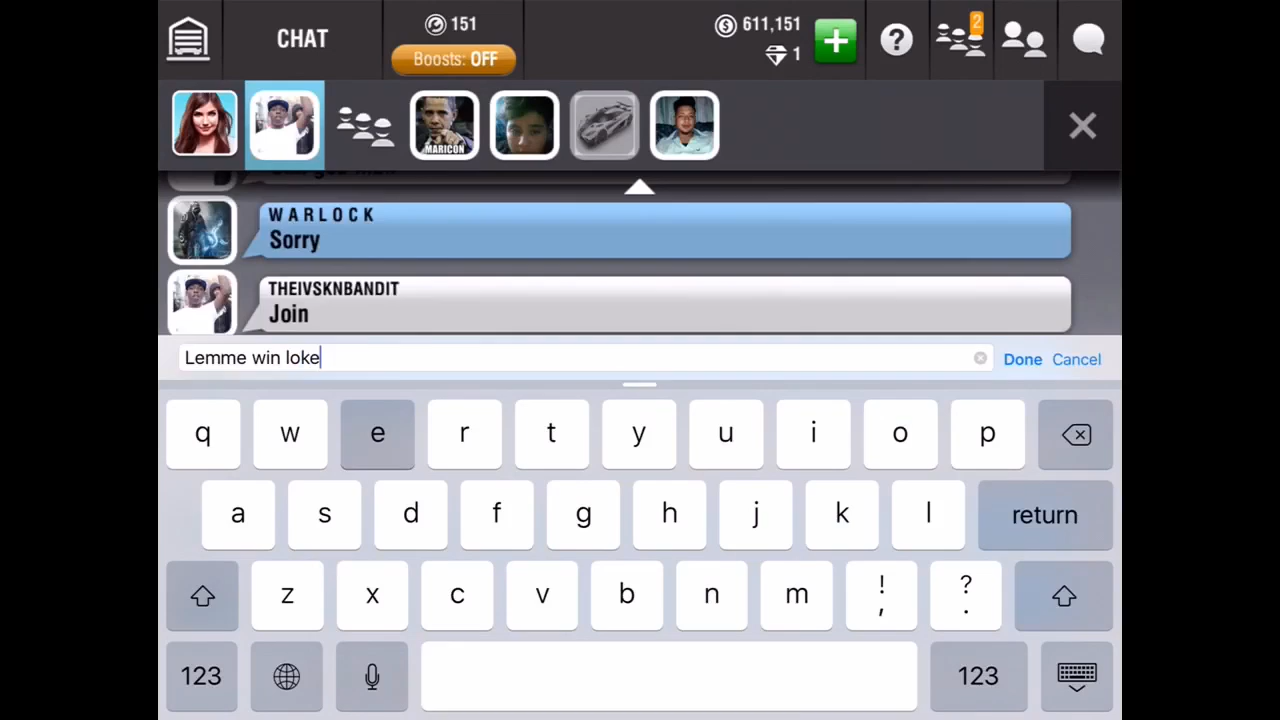 CHAT
151
Boosts: OFF
611,151
1
+
?
2
MARICON
W A R L O C K
Sorry
THEIVSKNBANDIT
Join
Lemme win loke
Done Cancel
q w e r t y u i o p
a s d f g h j k l return
z x c v b n m ! , ? .
123 123